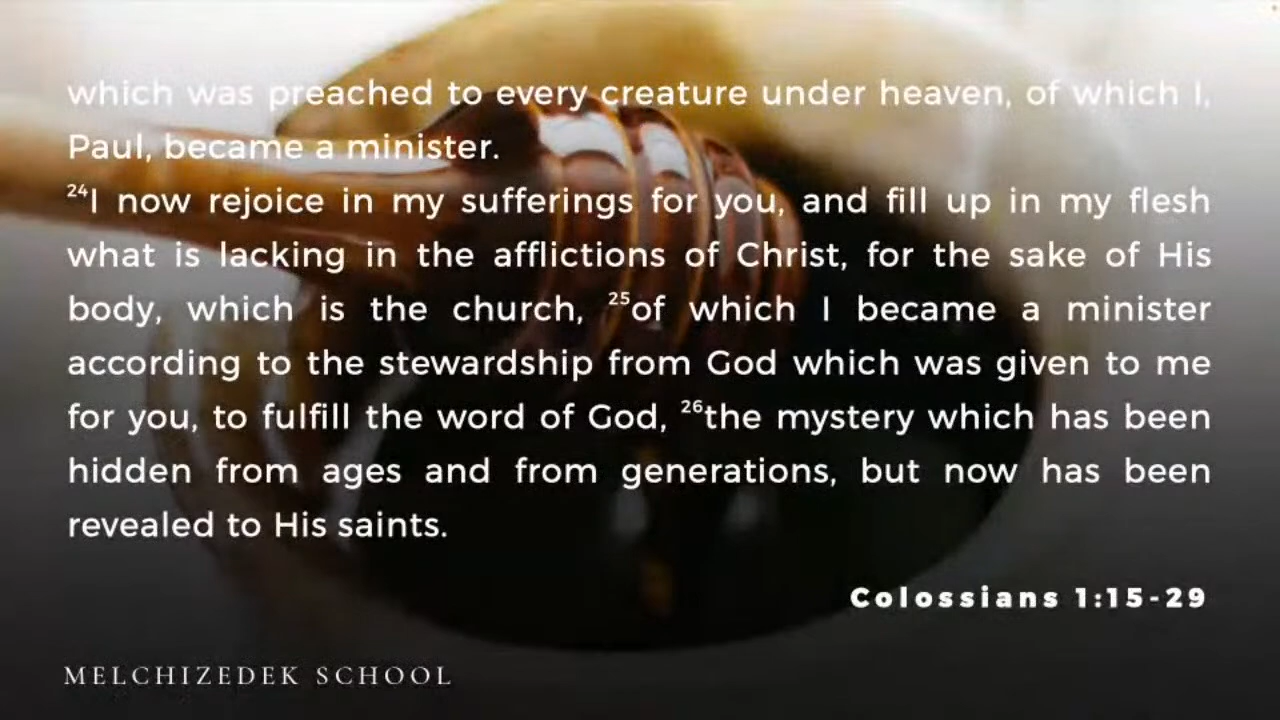 which was preached to every creature under heaven, of which I,
Paul, became a minister.
24I now rejoice in my sufferings for you, and fill up in my flesh
what is lacking in the afflictions of Christ, for the sake of His
body, which is the church, 25of which I became a minister
according to the stewardship from God which was given to me
for you, to fulfill the word of God, 26the mystery which has been
hidden from ages and from generations, but now has been
revealed to His saints.
Colossians 1:15-29
MELCHIZEDEK SCHOOL